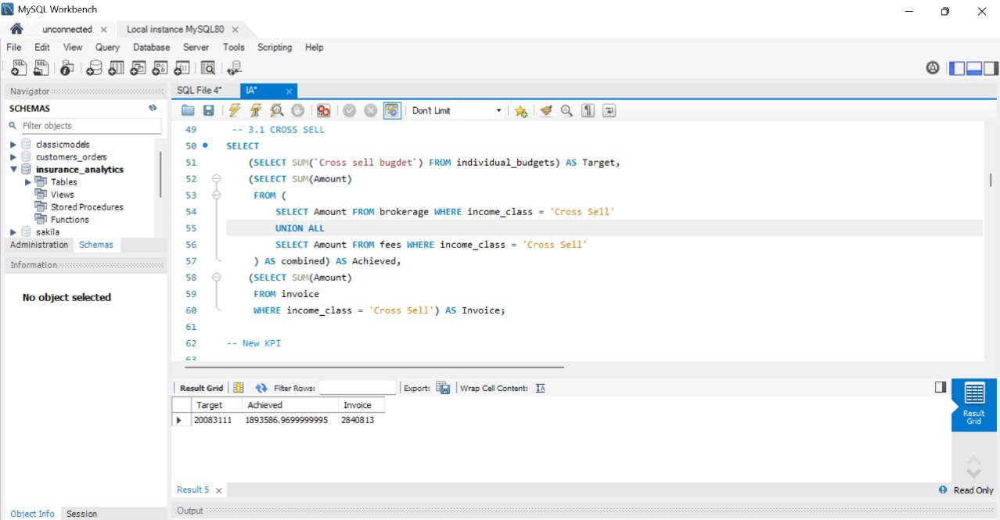 MySQL Workbench
unconnected
Local instance MySQL80
File Edit View Query Database Server Tools Scripting Help
Navigator
SCHEMAS
Filter objects
classicmodels
customers_orders
insurance_analytics
Tables
Views
Stored Procedures
Functions
sakila
Administration Schemas
Information
No object selected
Object Info Session
SQL File 4* IA*
Don't Limit
49 -- 3.1 CROSS SELL
50 SELECT
51 (SELECT SUM(`Cross sell bugdet`) FROM individual_budgets) AS Target,
52 (SELECT SUM(Amount)
53 FROM (
54 SELECT Amount FROM brokerage WHERE income_class = 'Cross Sell'
55 UNION ALL
56 SELECT Amount FROM fees WHERE income_class = 'Cross Sell'
57 ) AS combined) AS Achieved,
58 (SELECT SUM(Amount)
59 FROM invoice
60 WHERE income_class = 'Cross Sell') AS Invoice;
61
62 -- New KPI
63
Result Grid Filter Rows: Export: Wrap Cell Content:
Target Achieved Invoice
20083111 1893586.9699999995 2840813
Result
Grid
Result 5
Read Only
Output